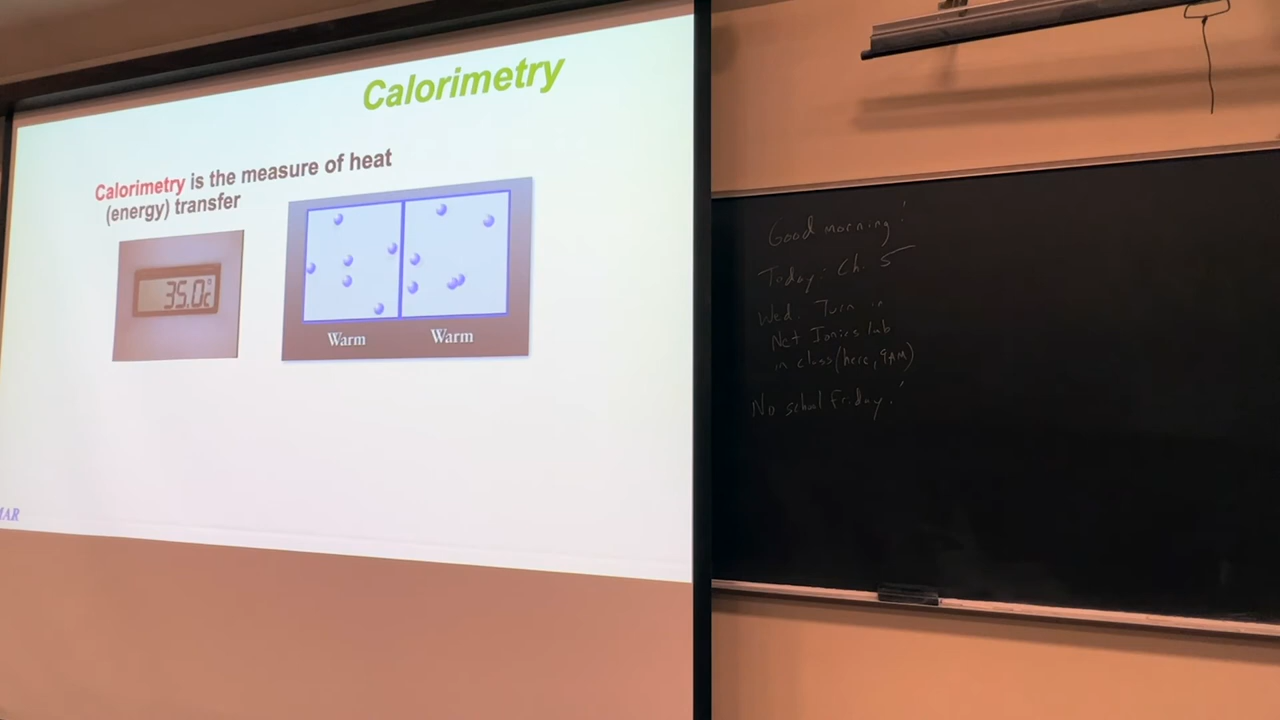 Calorimetry
Calorimetry is the measure of heat
(energy) transfer
35.0°C
Warm Warm
MAR
Good morning!
Today: Ch. 5
Wed. Turn in
Net Ionics lab
in class (here, 9AM)
No school Friday!